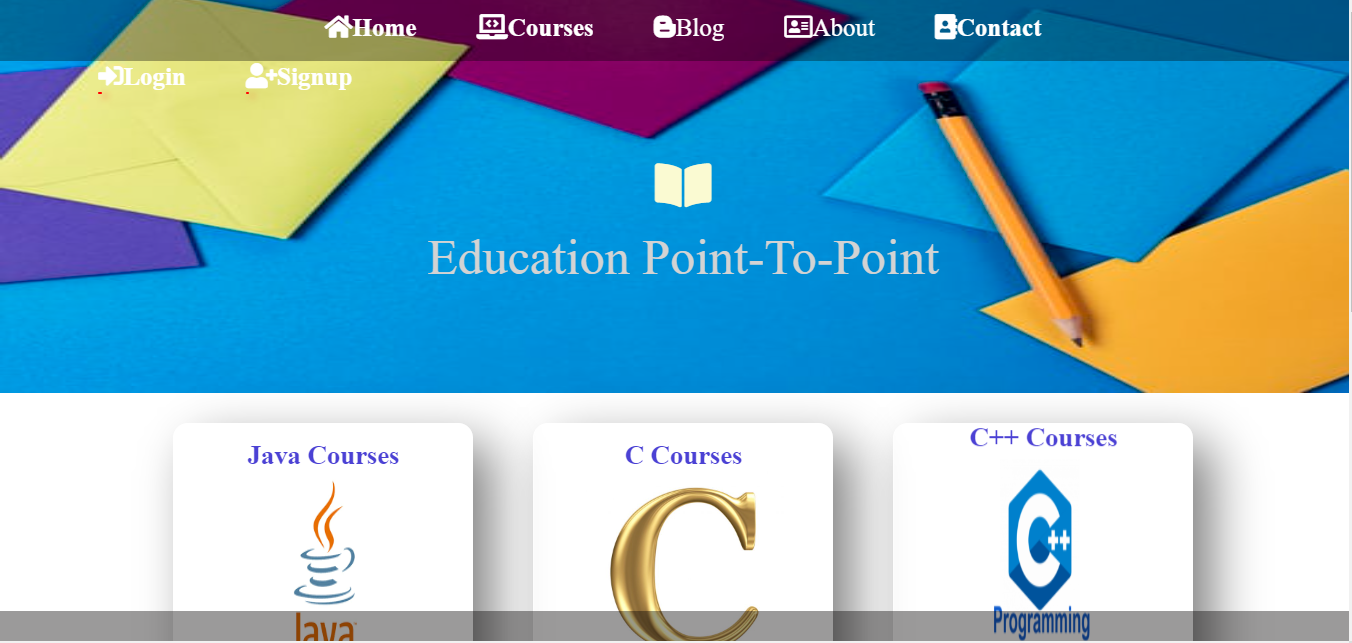 Home Courses Blog About Contact
Login Signup
Education Point-To-Point
Java Courses C Courses C++ Courses
C
C++
Java
Programming